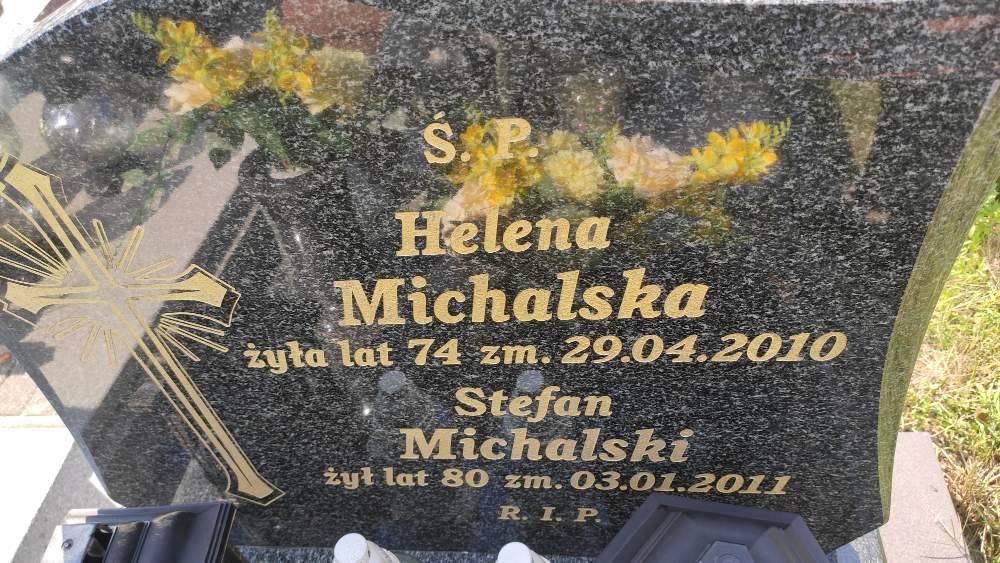 Ś. P.
Helena
Michalska
żyła lat 74 zm. 29.04.2010
Stefan
Michalski
żył lat 80 zm. 03.01.2011
R. I. P.